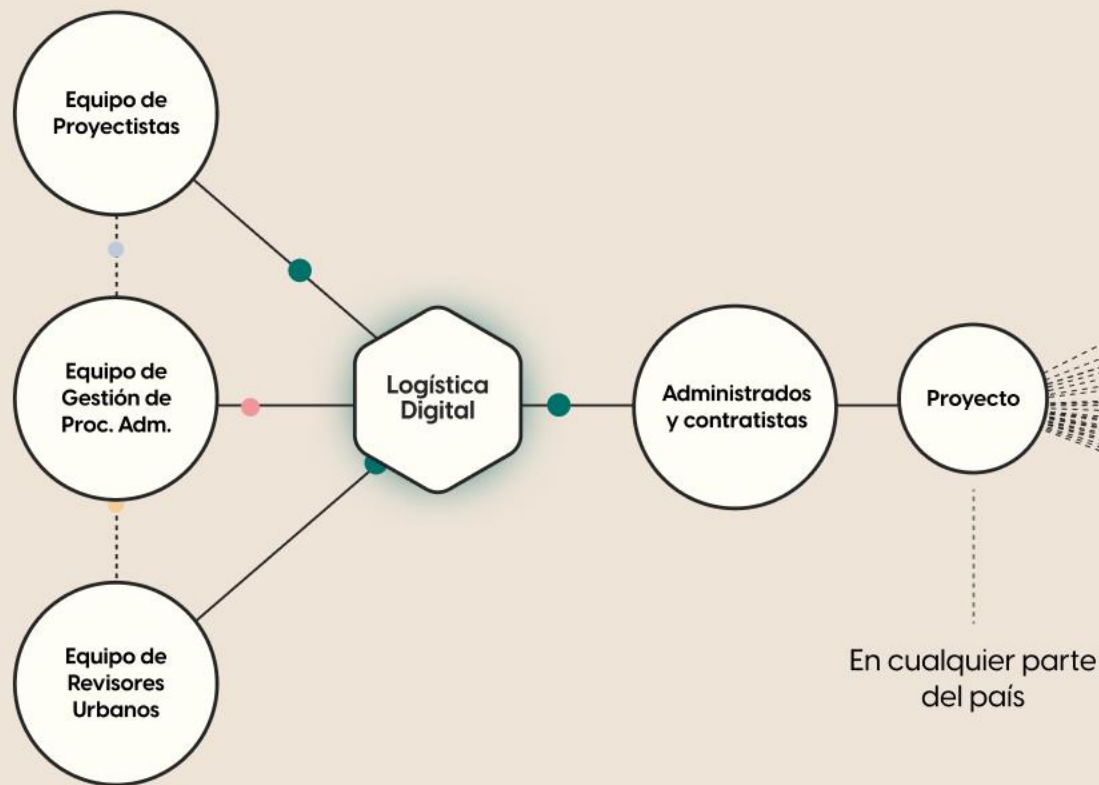 Equipo de
Proyectistas
Equipo de
Gestión de
Proc. Adm.
Equipo de
Revisores
Urbanos
Logística
Digital
Administrados
y contratistas
Proyecto
En cualquier parte
del país